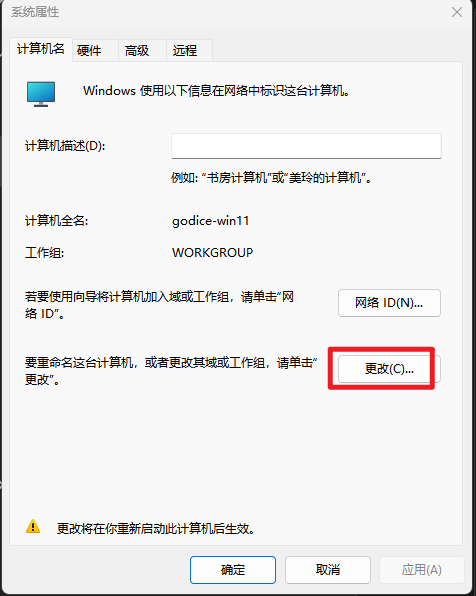 系统属性
计算机名 硬件 高级 远程
Windows 使用以下信息在网络中标识这台计算机。
计算机描述(D):
例如: “书房计算机”或“美玲的计算机”。
计算机全名: godice-win11
工作组: WORKGROUP
若要使用向导将计算机加入域或工作组，请单击“网
络 ID”。
网络 ID(N)...
要重命名这台计算机，或者更改其域或工作组，请单击“
更改”。
更改(C)...
更改将在你重新启动此计算机后生效。
确定 取消 应用(A)